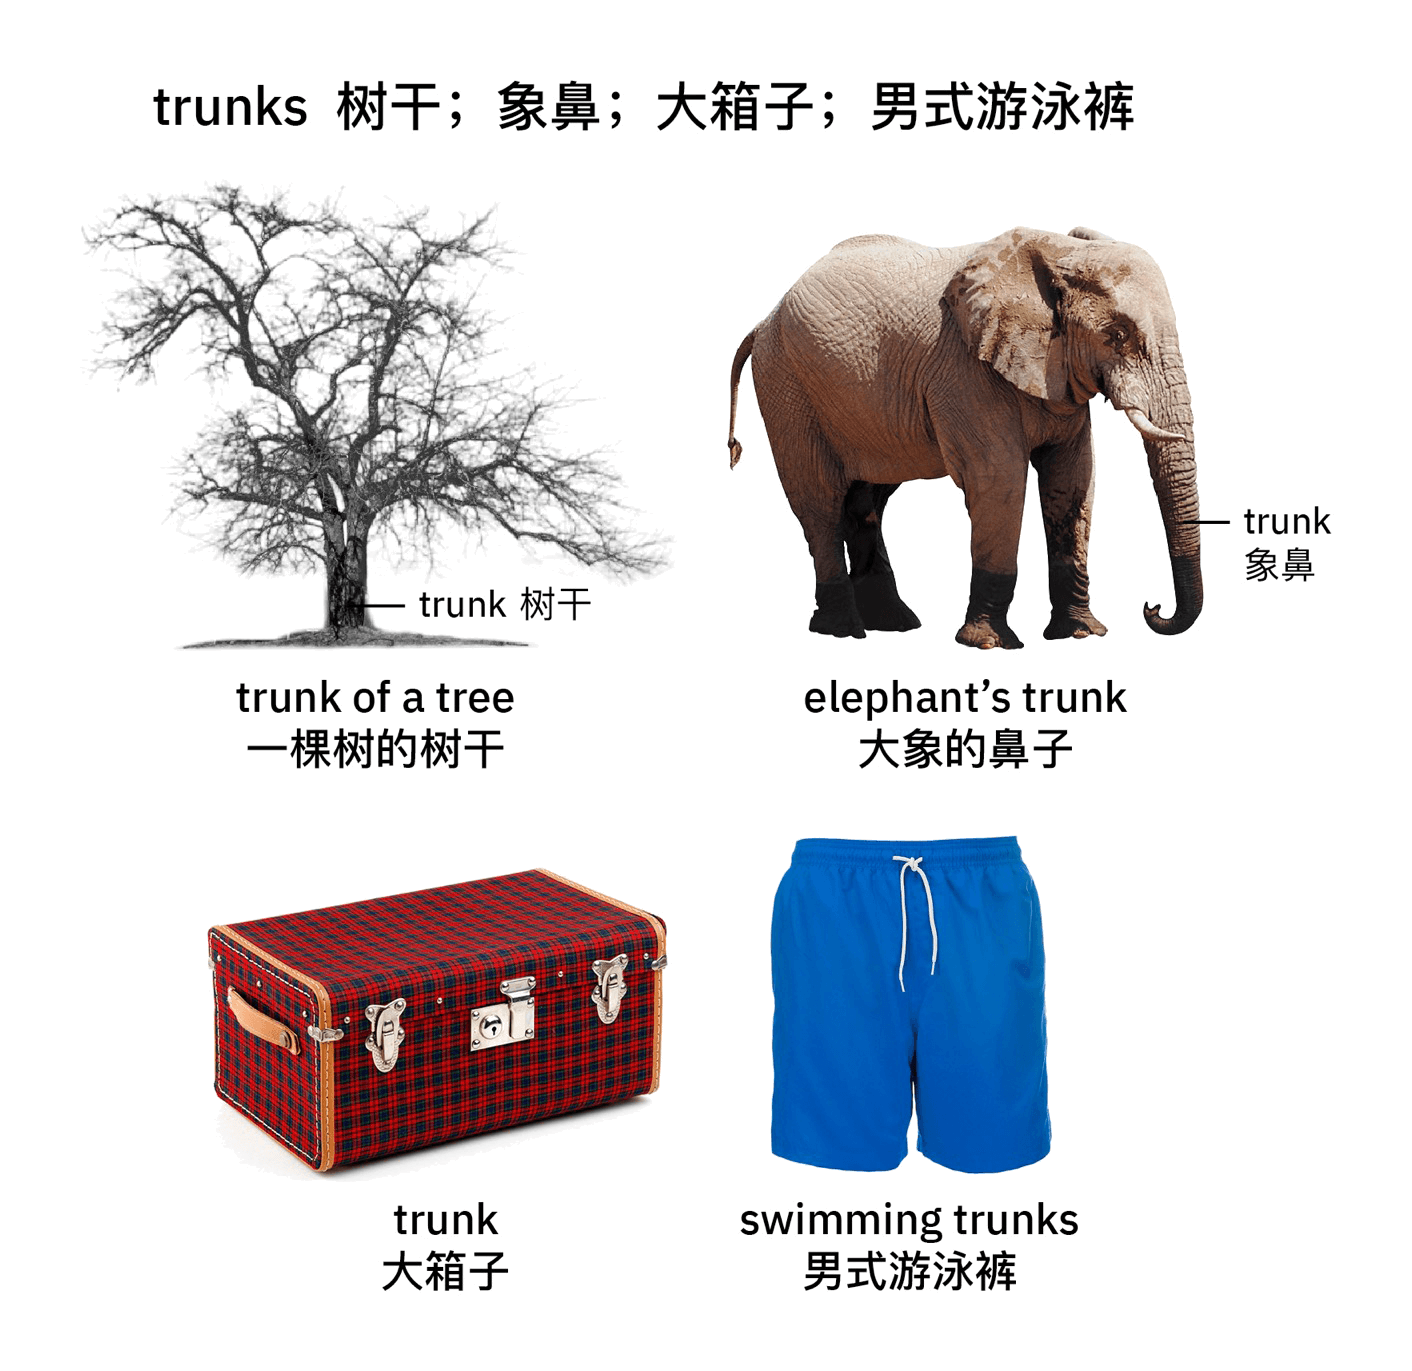 trunks 树干；象鼻；大箱子；男式游泳裤
trunk 树干
trunk
象鼻
trunk of a tree
一棵树的树干
elephant’s trunk
大象的鼻子
trunk
大箱子
swimming trunks
男式游泳裤